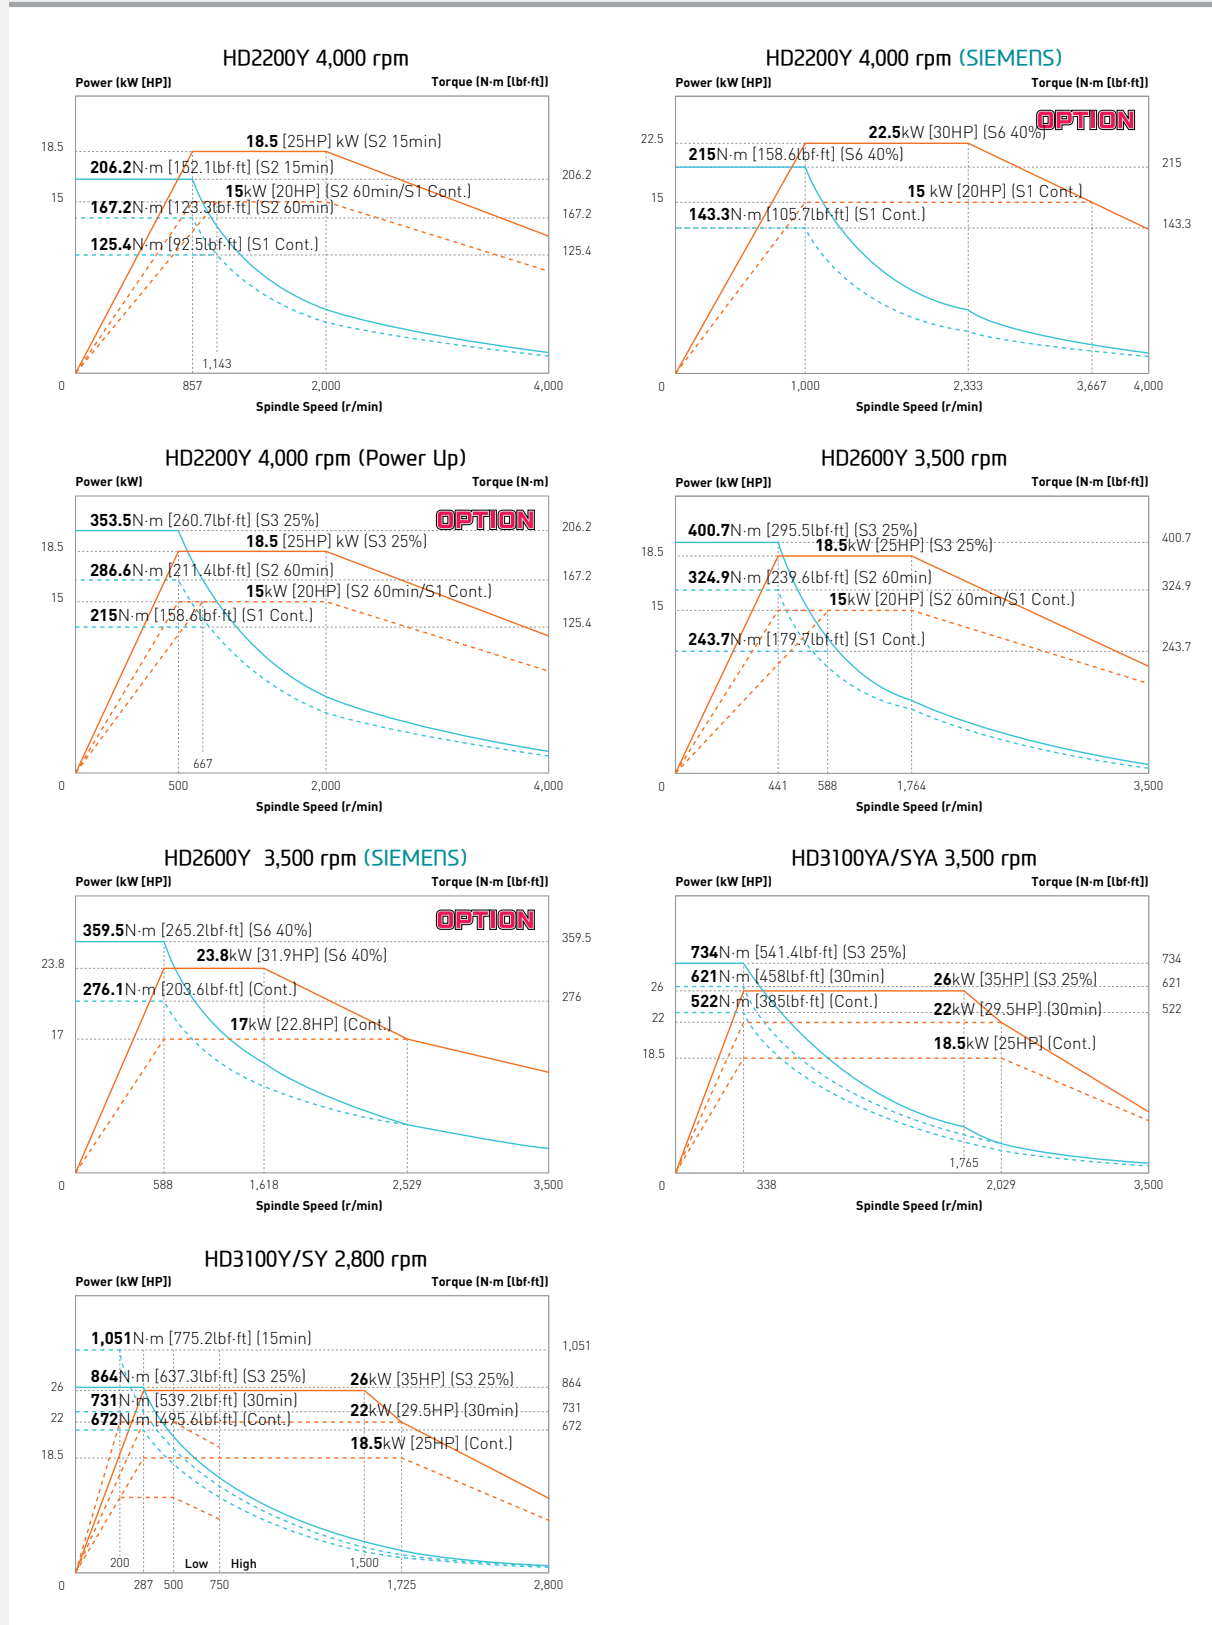 HD2200Y 4,000 rpm
Power (kW [HP])
Torque (N·m [lbf·ft])
18.5 [25HP] kW (S2 15min)
18.5
206.2N·m [152.1lbf·ft] (S2 15min)
206.2
15kW [20HP] (S2 60min/S1 Cont.)
15
167.2N·m [123.3lbf·ft] (S2 60min)
167.2
125.4N·m [92.5lbf·ft] (S1 Cont.)
125.4
1,143
0
857
2,000
4,000
Spindle Speed (r/min)
HD2200Y 4,000 rpm (SIEMENS)
Power (kW [HP])
Torque (N·m [lbf·ft])
OPTION
22.5kW [30HP] (S6 40%)
22.5
215N·m [158.6lbf·ft] (S6 40%)
215
15 kW [20HP] (S1 Cont.)
15
143.3N·m [105.7lbf·ft] (S1 Cont.)
143.3
0
1,000
2,333
3,667
4,000
Spindle Speed (r/min)
HD2200Y 4,000 rpm (Power Up)
Power (kW)
Torque (N·m)
353.5N·m [260.7lbf·ft] (S3 25%)
OPTION
206.2
18.5 [25HP] kW (S3 25%)
18.5
286.6N·m [211.4lbf·ft] (S2 60min)
167.2
15kW [20HP] (S2 60min/S1 Cont.)
15
215N·m [158.6lbf·ft] (S1 Cont.)
125.4
667
0
500
2,000
4,000
Spindle Speed (r/min)
HD2600Y 3,500 rpm
Power (kW [HP])
Torque (N·m [lbf·ft])
400.7N·m [295.5lbf·ft] (S3 25%)
400.7
18.5kW [25HP] (S3 25%)
18.5
324.9N·m [239.6lbf·ft] (S2 60min)
324.9
15kW [20HP] (S2 60min/S1 Cont.)
15
243.7N·m [179.7lbf·ft] (S1 Cont.)
243.7
0
441
588
1,764
3,500
Spindle Speed (r/min)
HD2600Y 3,500 rpm (SIEMENS)
Power (kW [HP])
Torque (N·m [lbf·ft])
OPTION
359.5N·m [265.2lbf·ft] (S6 40%)
359.5
23.8kW [31.9HP] (S6 40%)
23.8
276.1N·m [203.6lbf·ft] (Cont.)
276
17kW [22.8HP] (Cont.)
17
0
588
1,618
2,529
3,500
Spindle Speed (r/min)
HD3100YA/SYA 3,500 rpm
Power (kW [HP])
Torque (N·m [lbf·ft])
734N·m [541.4lbf·ft] (S3 25%)
734
621N·m [458lbf·ft] (30min)
26kW [35HP] (S3 25%)
621
26
522N·m [385lbf·ft] (Cont.)
22kW [29.5HP] (30min)
522
22
18.5kW [25HP] (Cont.)
18.5
1,765
0
338
2,029
3,500
Spindle Speed (r/min)
HD3100Y/SY 2,800 rpm
Power (kW [HP])
Torque (N·m [lbf·ft])
1,051N·m [775.2lbf·ft] (15min)
1,051
864N·m [637.3lbf·ft] (S3 25%)
26kW [35HP] (S3 25%)
864
26
731N·m [539.2lbf·ft] (30min)
22kW [29.5HP] (30min)
731
22
672N·m [495.6lbf·ft] (Cont.)
672
18.5kW [25HP] (Cont.)
18.5
200
Low
High
1,500
0
287
500
750
1,725
2,800